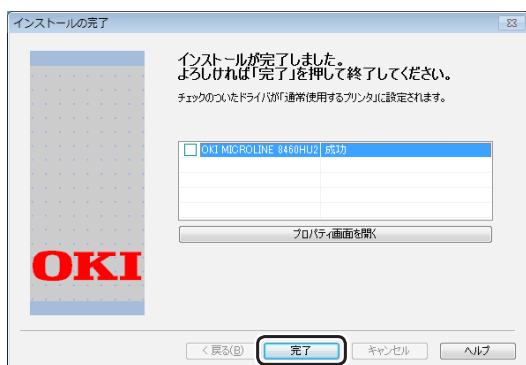 インストールの完了
インストールが完了しました。
よろしければ「完了」を押して終了してください。
チェックのついたドライバが「通常使用するプリンタ」に設定されます。
OKI MICROLINE 8460HU2 成功
プロパティ画面を開く
OKI
< 戻る(B) 完了 キャンセル ヘルプ